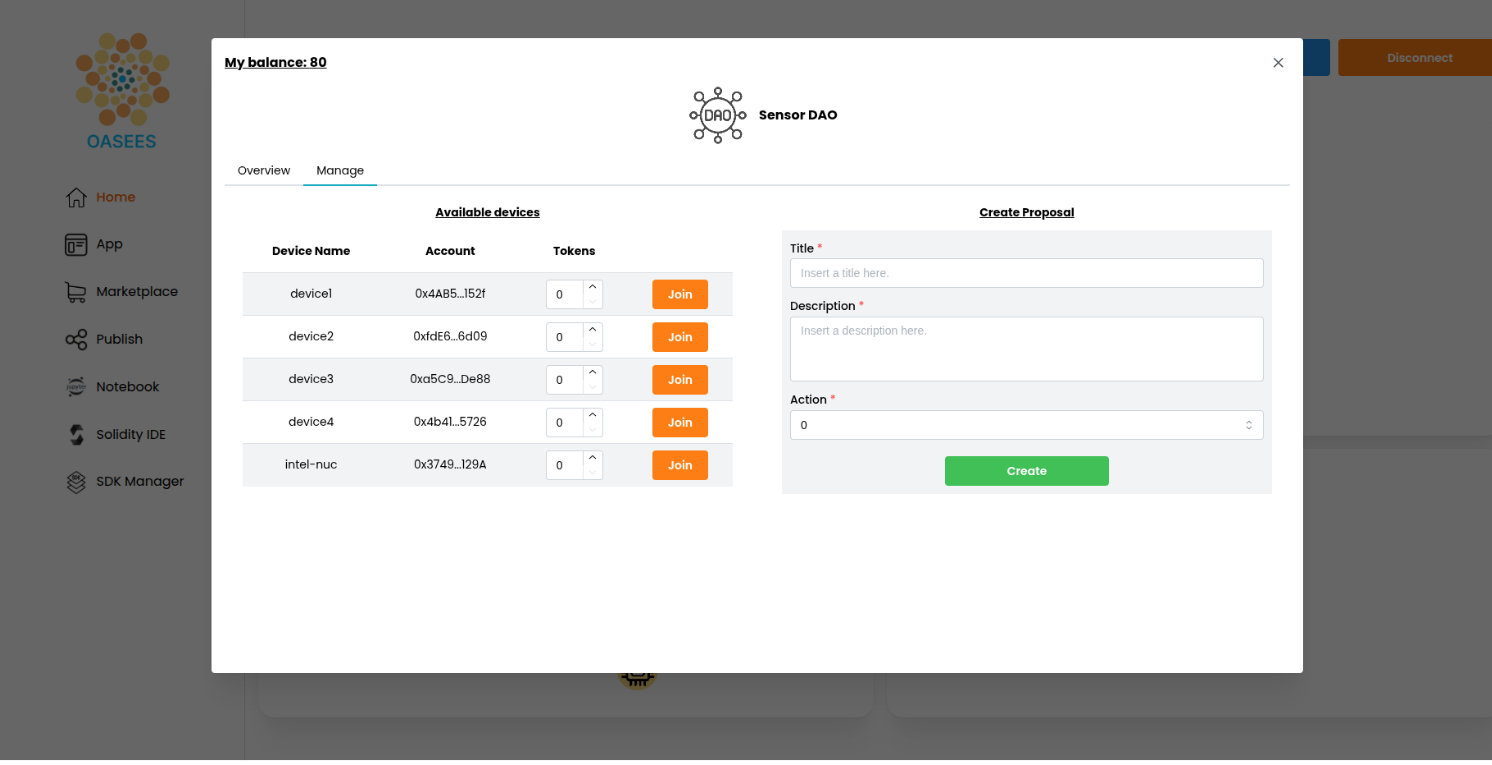 My balance: 80
Disconnect
DAO
Sensor DAO
OASEES
Overview Manage
Home
App
Marketplace
Publish
Notebook
Solidity IDE
SDK Manager
Available devices
Device Name Account Tokens
device1 0x4AB5...152f 0 Join
device2 0xfdE6...6d09 0 Join
device3 0xa5C9...De88 0 Join
device4 0x4b41...5726 0 Join
intel-nuc 0x3749...129A 0 Join
Create Proposal
Title *
Insert a title here.
Description *
Insert a description here.
Action *
0
Create